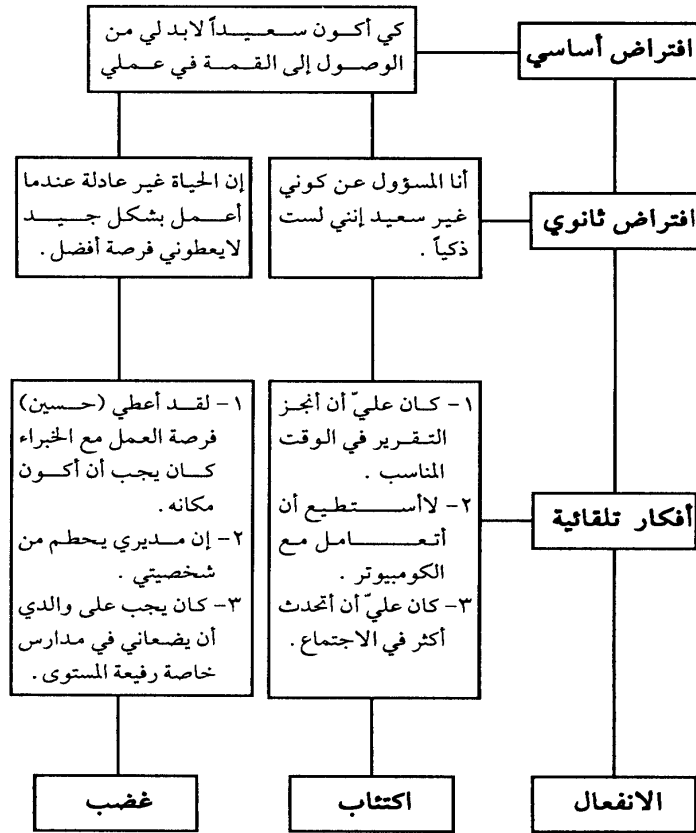 افتراض أساسي
كي أكون سعيداً لابد لي من
الوصول إلى القمة في عملي
افتراض ثانوي
أنا المسؤول عن كوني
غير سعيد إنني لست
ذكياً .
إن الحياة غير عادلة عندما
أعمل بشكل جيد
لايعطوني فرصة أفضل .
أفكار تلقائية
١- كان عليّ أن أنجز
التقرير في الوقت
المناسب .
٢- لاأستطيع أن
أتعامل مع
الكومبيوتر .
٣- كان عليّ أن أتحدث
أكثر في الاجتماع .
١- لقد أعطي (حسين)
فرصة العمل مع الخبراء
كان يجب أن أكون
مكانه .
٢- إن مديري يحطم من
شخصيتي .
٣- كان يجب على والدي
أن يضعاني في مدارس
خاصة رفيعة المستوى .
الانفعال
اكتئاب
غضب